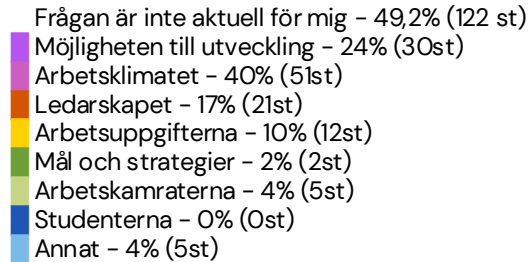 Frågan är inte aktuell för mig - 49,2% (122 st)
Möjligheten till utveckling - 24% (30st)
Arbetsklimatet - 40% (51st)
Ledarskapet - 17% (21st)
Arbetsuppgifterna - 10% (12st)
Mål och strategier - 2% (2st)
Arbetskamraterna - 4% (5st)
Studenterna - 0% (0st)
Annat - 4% (5st)